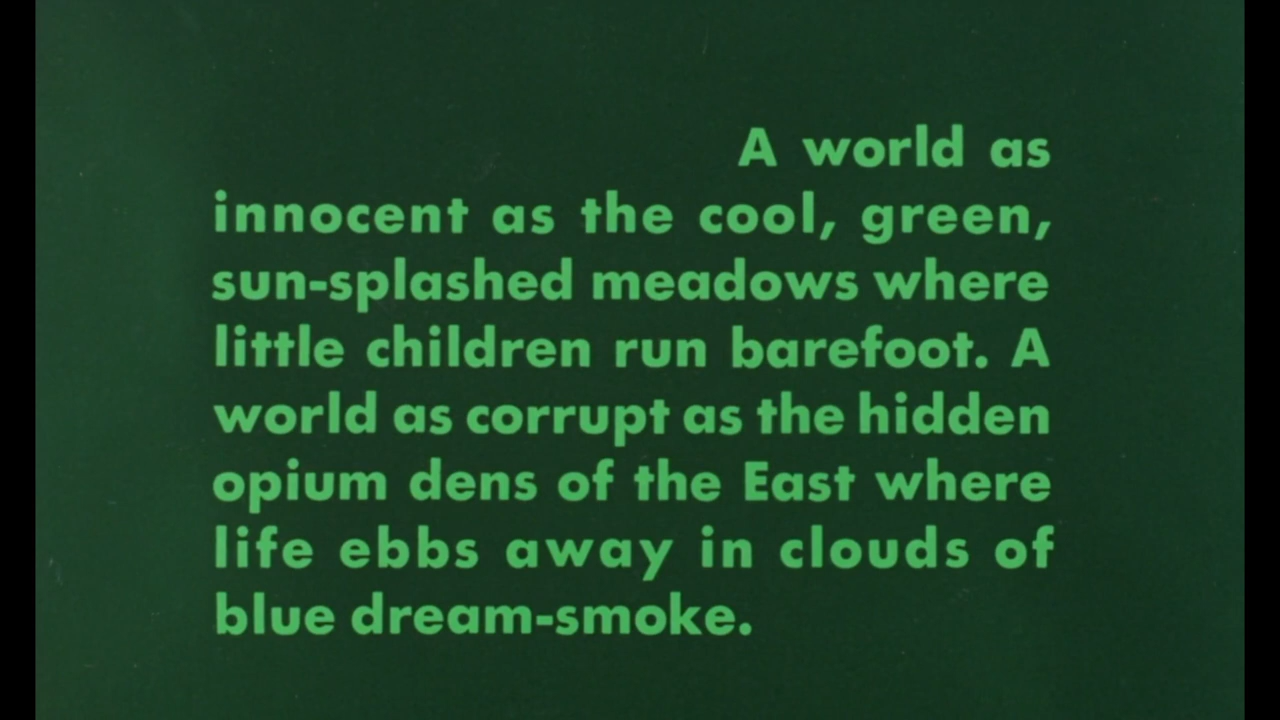 A world as
innocent as the cool, green,
sun-splashed meadows where
little children run barefoot. A
world as corrupt as the hidden
opium dens of the East where
life ebbs away in clouds of
blue dream-smoke.